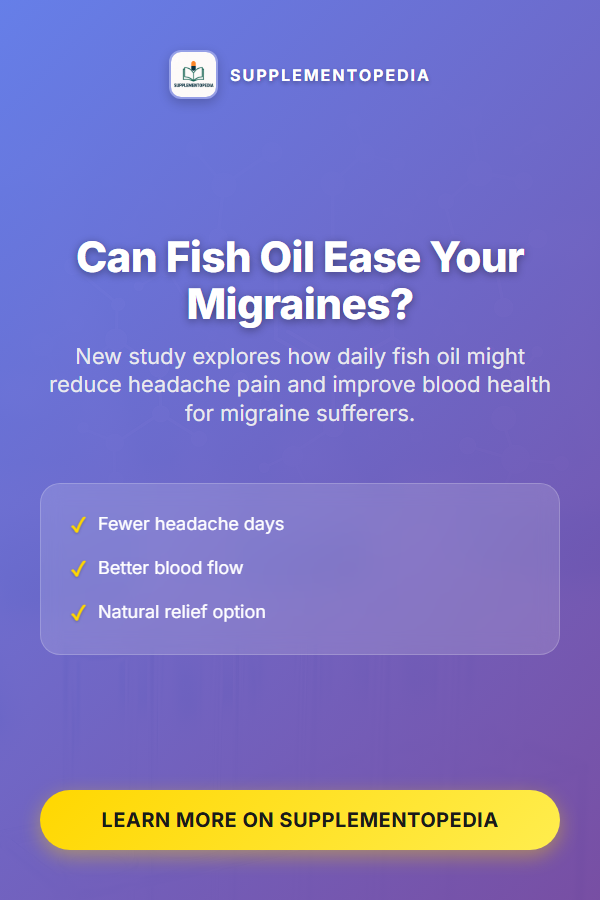 SUPPLEMENTOPEDIA
SUPPLEMENTOPEDIA
Can Fish Oil Ease Your
Migraines?
New study explores how daily fish oil might
reduce headache pain and improve blood health
for migraine sufferers.
✓ Fewer headache days
✓ Better blood flow
✓ Natural relief option
LEARN MORE ON SUPPLEMENTOPEDIA